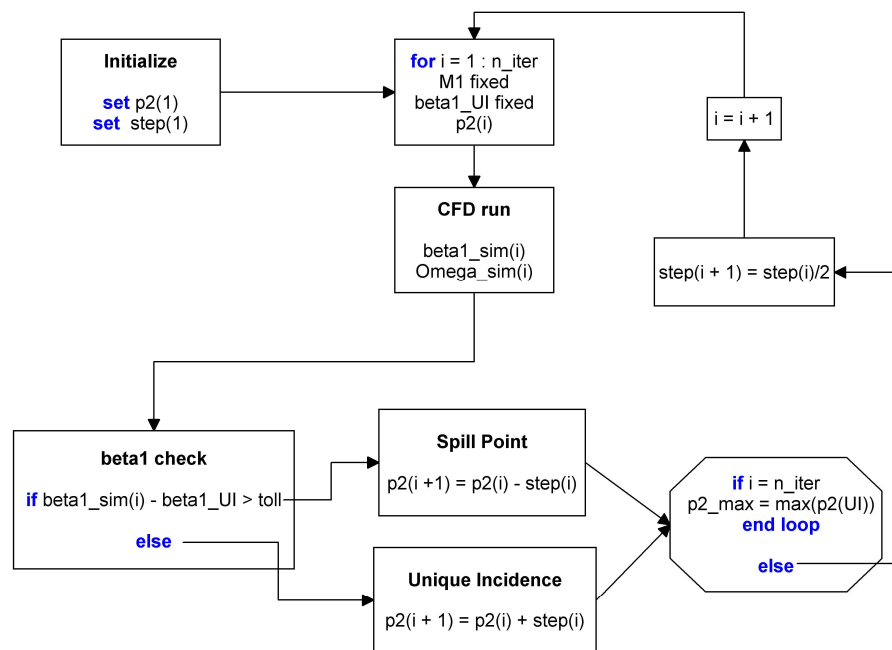 Initialize
set p2(1)
set step(1)
for i = 1 : n_iter
M1 fixed
beta1_UI fixed
p2(i)
i = i + 1
CFD run
beta1_sim(i)
Omega_sim(i)
step(i + 1) = step(i)/2
beta1 check
if beta1_sim(i) - beta1_UI > toll
else
Spill Point
p2(i +1) = p2(i) - step(i)
Unique Incidence
p2(i + 1) = p2(i) + step(i)
if i = n_iter
p2_max = max(p2(UI))
end loop
else